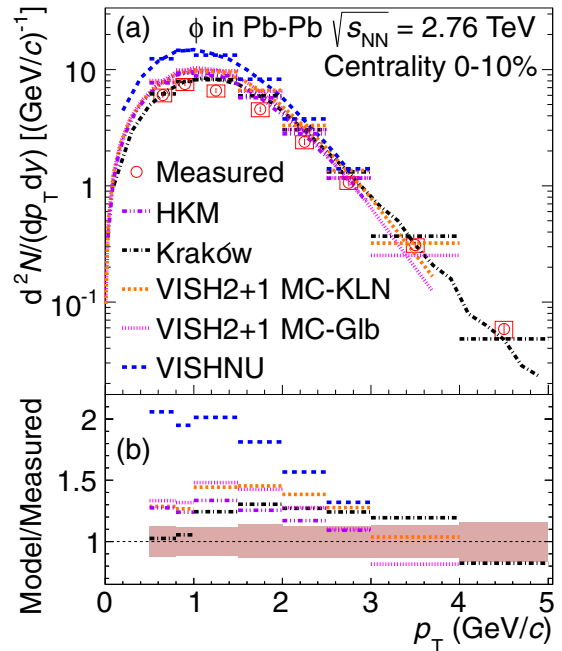 (a) ϕ in Pb-Pb √sNN = 2.76 TeV
Centrality 0-10%
d²N/(dpT dy) [(GeV/c)⁻¹]
10
1
10⁻¹
Measured
HKM
Kraków
VISH2+1 MC-KLN
VISH2+1 MC-Glb
VISHNU
(b)
Model/Measured
2
1.5
1
0 1 2 3 4 5
pT (GeV/c)